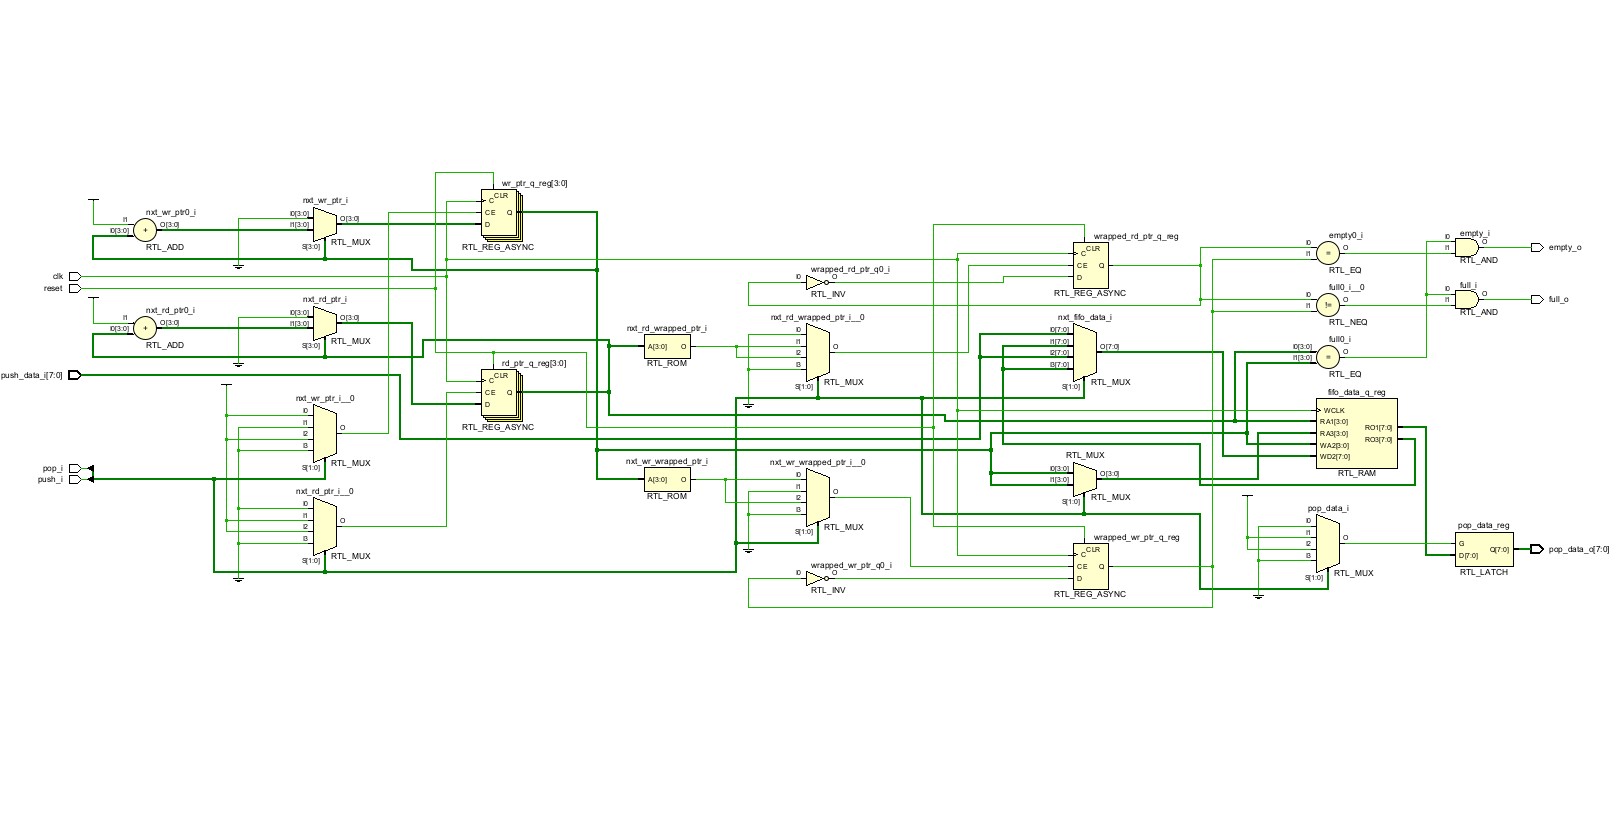 wr_ptr_q_reg[3:0]
CLR
C
CE
Q
D
RTL_REG_ASYNC
nxt_wr_ptr0_i
I1
I0[3:0]
+
O[3:0]
RTL_ADD
nxt_wr_ptr_i
I0[3:0]
I1[3:0]
S[3:0]
O[3:0]
RTL_MUX
clk
reset
nxt_rd_ptr0_i
I1
I0[3:0]
+
O[3:0]
RTL_ADD
nxt_rd_ptr_i
I0[3:0]
I1[3:0]
S[3:0]
O[3:0]
RTL_MUX
push_data_i[7:0]
rd_ptr_q_reg[3:0]
CLR
C
CE
Q
D
RTL_REG_ASYNC
nxt_wr_ptr_i__0
I0
I1
I2
I3
S[1:0]
O
RTL_MUX
pop_i
push_i
nxt_rd_ptr_i__0
I0
I1
I2
I3
S[1:0]
O
RTL_MUX
nxt_rd_wrapped_ptr_i
A[3:0]
O
RTL_ROM
nxt_wr_wrapped_ptr_i
A[3:0]
O
RTL_ROM
wrapped_rd_ptr_q0_i
I0
O
RTL_INV
nxt_rd_wrapped_ptr_i__0
I0
I1
I2
I3
S[1:0]
O
RTL_MUX
nxt_wr_wrapped_ptr_i__0
I0
I1
I2
I3
S[1:0]
O
RTL_MUX
wrapped_wr_ptr_q0_i
I0
O
RTL_INV
wrapped_rd_ptr_q_reg
CLR
C
CE
Q
D
RTL_REG_ASYNC
nxt_fifo_data_i
I0[7:0]
I1[7:0]
I2[7:0]
I3[7:0]
S[1:0]
O[7:0]
RTL_MUX
RTL_MUX
I0[3:0]
I1[3:0]
S[1:0]
O[3:0]
RTL_MUX
wrapped_wr_ptr_q_reg
CLR
C
CE
Q
D
RTL_REG_ASYNC
empty0_i
I0
I1
=
O
RTL_EQ
full0_i__0
I0
I1
!=
O
RTL_NEQ
full0_i
I0[3:0]
I1[3:0]
=
O
RTL_EQ
fifo_data_q_reg
WCLK
RA1[3:0]
RA3[3:0]
WA2[3:0]
WD2[7:0]
RO1[7:0]
RO3[7:0]
RTL_RAM
pop_data_i
I0
I1
I2
I3
S[1:0]
O
RTL_MUX
empty_i
I0
I1
O
RTL_AND
empty_o
full_i
I0
I1
O
RTL_AND
full_o
pop_data_reg
G
D[7:0]
Q[7:0]
RTL_LATCH
pop_data_o[7:0]